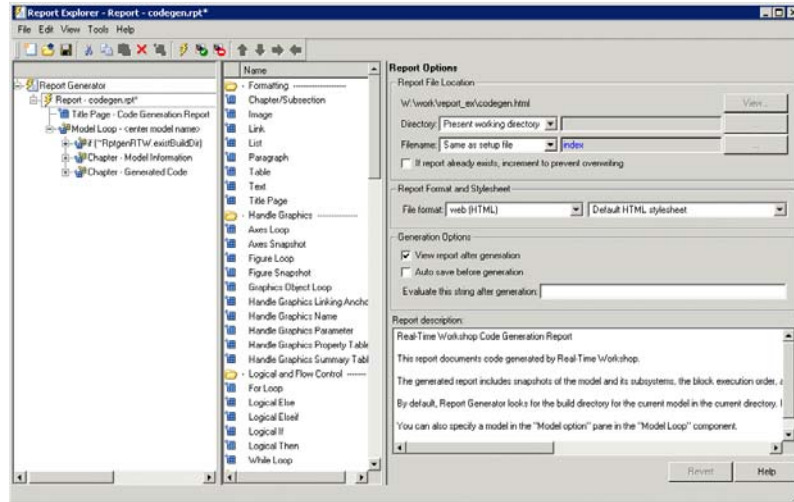 Report Explorer - Report - codegen.rpt*
File Edit View Tools Help
Report Generator
Report - codegen.rpt*
Title Page - Code Generation Report
Model Loop - <enter model name>
if (~RptgenRTW.existBuildDir)
Chapter - Model Information
Chapter - Generated Code
Name
- Formatting
Chapter/Subsection
Image
Link
List
Paragraph
Table
Text
Title Page
- Handle Graphics
Axes Loop
Axes Snapshot
Figure Loop
Figure Snapshot
Graphics Object Loop
Handle Graphics Linking Ancho
Handle Graphics Name
Handle Graphics Parameter
Handle Graphics Property Table
Handle Graphics Summary Tabl
- Logical and Flow Control
For Loop
Logical Else
Logical Elseif
Logical If
Logical Then
While Loop
Report Options
Report File Location
W:\work\report_ex\codegen.html View...
Directory: Present working directory ...
Filename: Same as setup file index ...
If report already exists, increment to prevent overwriting
Report Format and Stylesheet
File format: web (HTML) Default HTML stylesheet
Generation Options
View report after generation
Auto save before generation
Evaluate this string after generation:
Report description:
Real-Time Workshop Code Generation Report
This report documents code generated by Real-Time Workshop.
The generated report includes snapshots of the model and its subsystems, the block execution order, a
By default, Report Generator looks for the build directory for the current model in the current directory. I
You can also specify a model in the "Model option" pane in the "Model Loop" component.
Revert Help